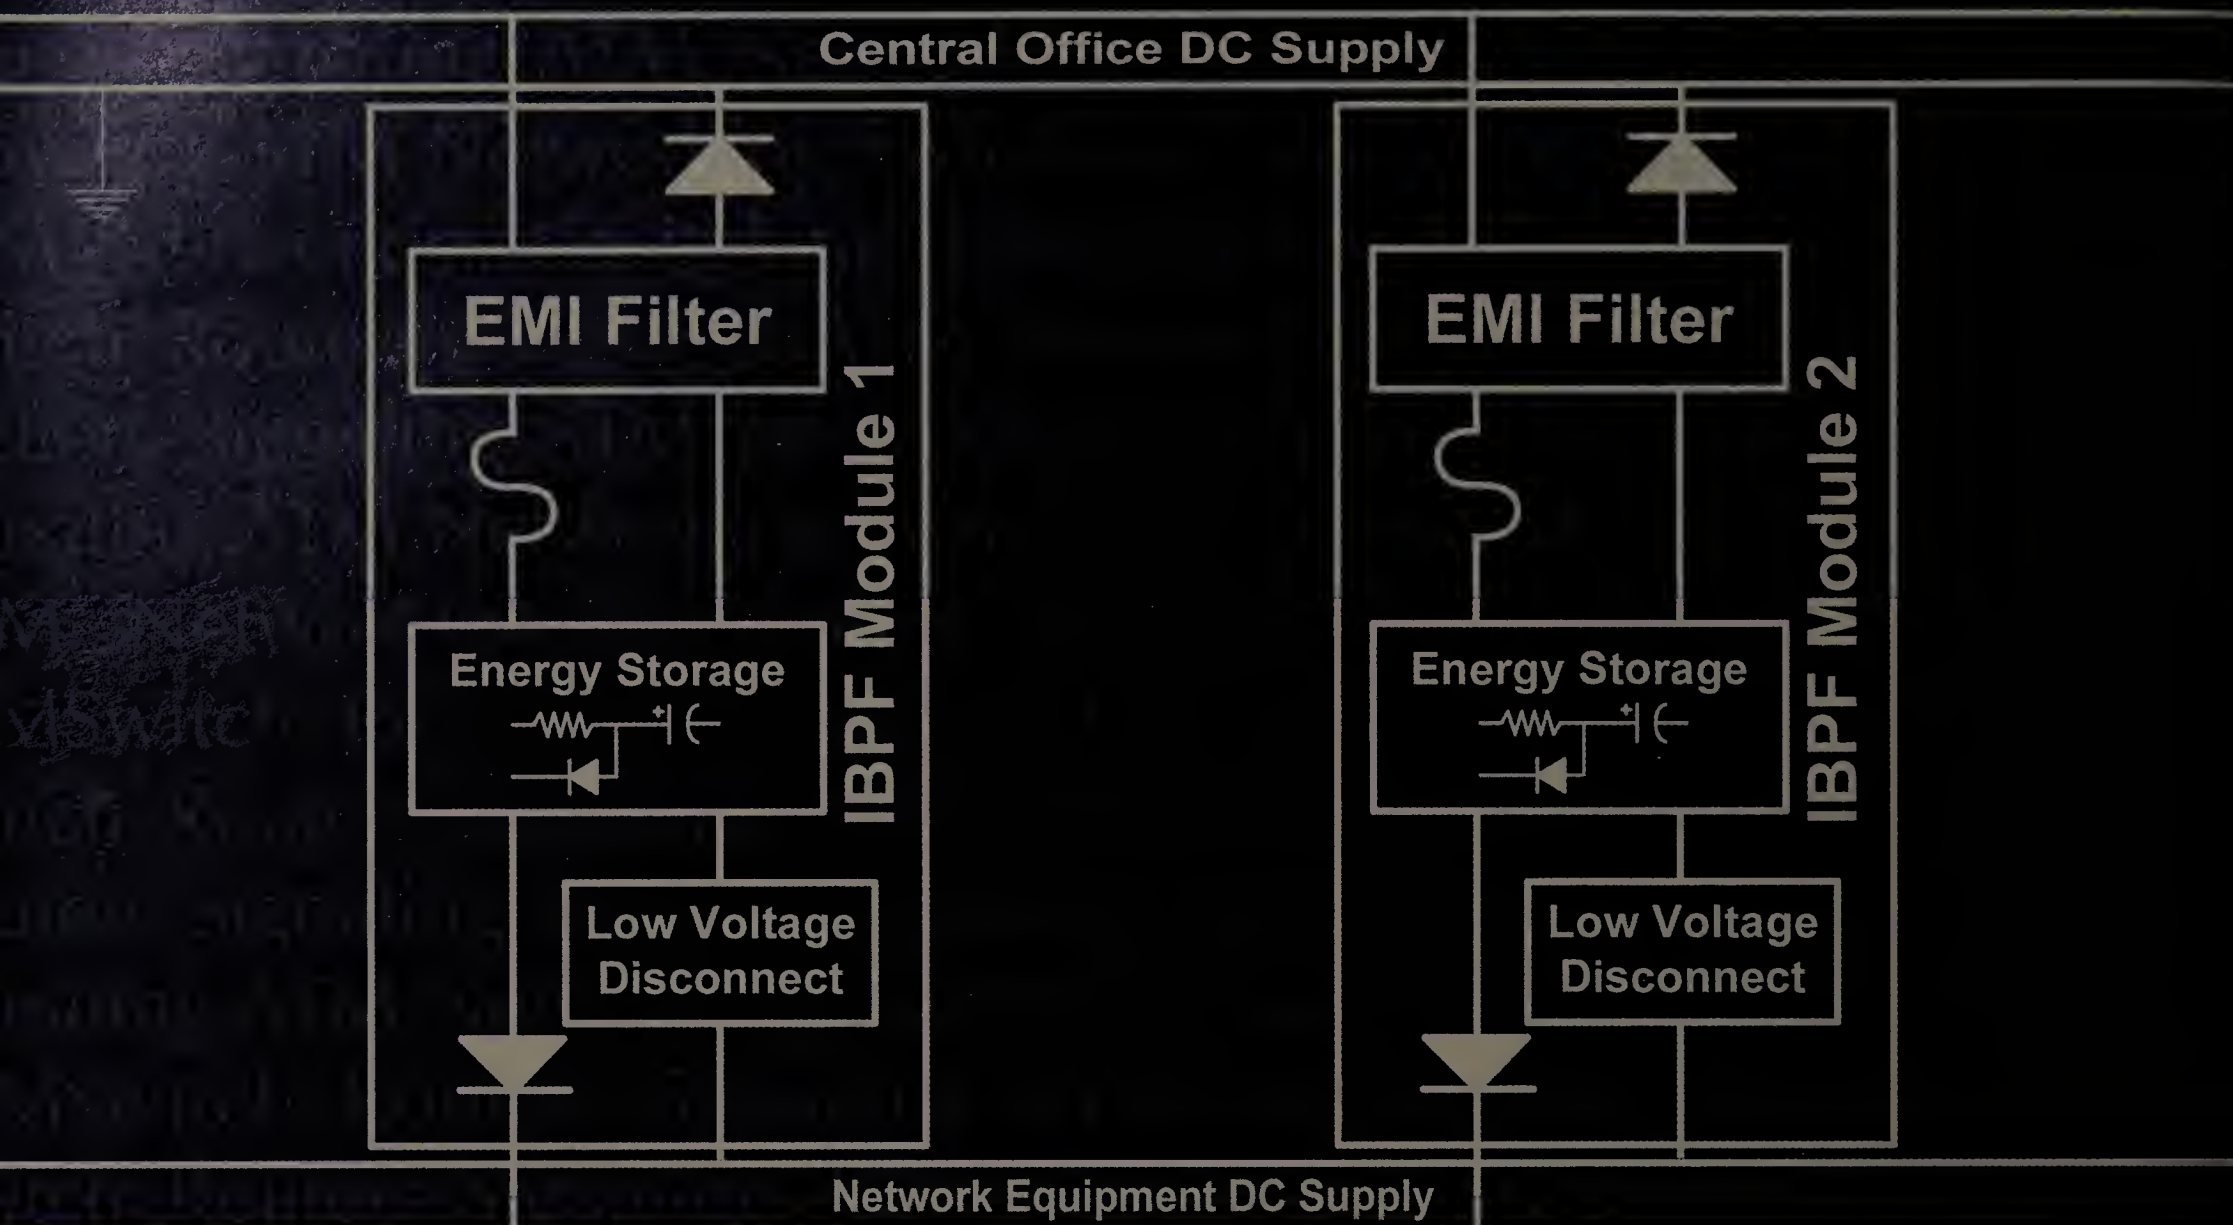 Central Office DC Supply
EMI Filter
IBPF Module 1
Energy Storage
+
Low Voltage
Disconnect
EMI Filter
IBPF Module 2
Energy Storage
+
Low Voltage
Disconnect
Network Equipment DC Supply